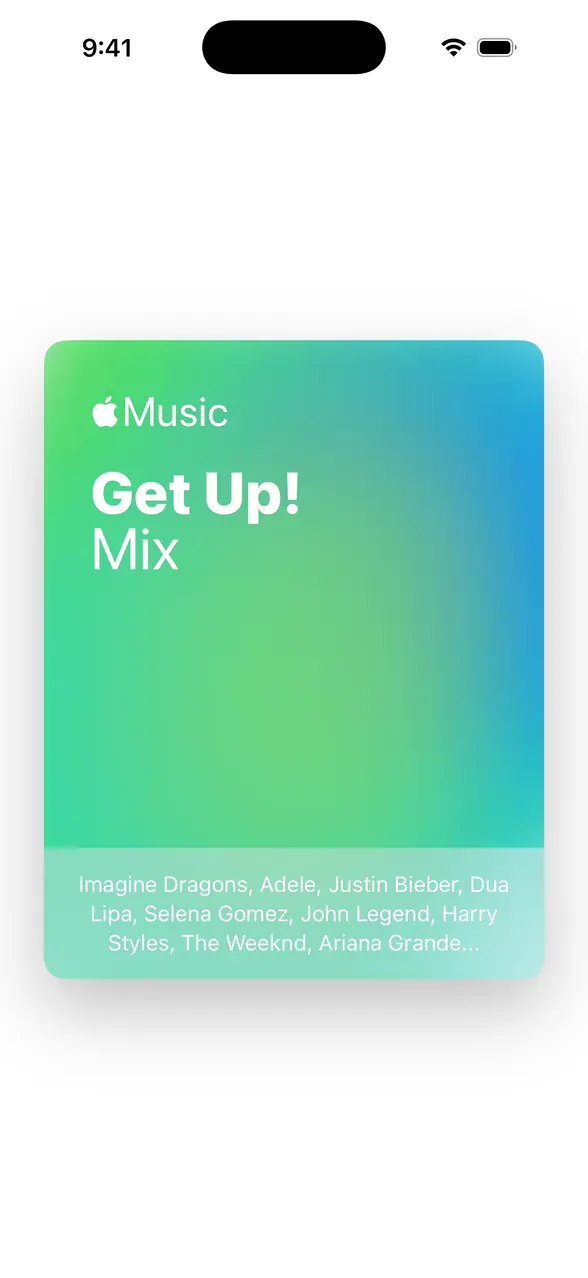 9:41
Music
Get Up!
Mix
Imagine Dragons, Adele, Justin Bieber, Dua
Lipa, Selena Gomez, John Legend, Harry
Styles, The Weeknd, Ariana Grande...